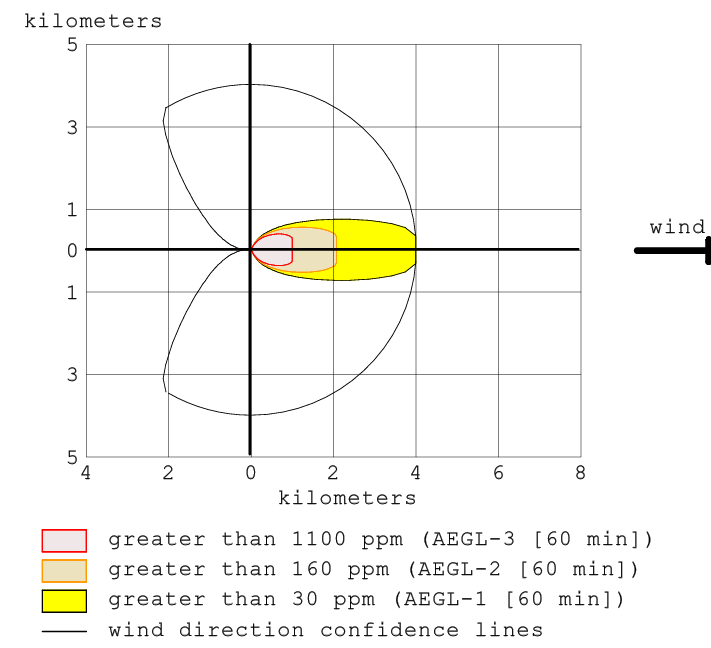 kilometers
5
3
1
0
1
3
5
4 2 0 2 4 6 8
kilometers
wind
greater than 1100 ppm (AEGL-3 [60 min])
greater than 160 ppm (AEGL-2 [60 min])
greater than 30 ppm (AEGL-1 [60 min])
wind direction confidence lines